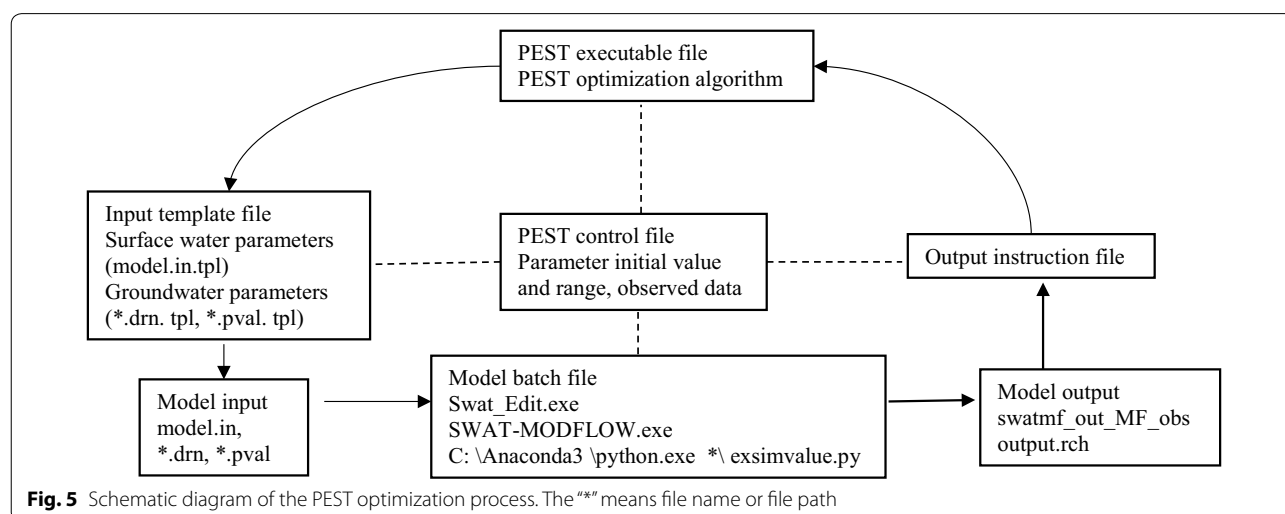 PEST executable file
PEST optimization algorithm
Input template file
Surface water parameters
(model.in.tpl)
Groundwater parameters
(*.drn. tpl, *.pval. tpl)
PEST control file
Parameter initial value
and range, observed data
Output instruction file
Model input
model.in,
*.drn, *.pval
Model batch file
Swat_Edit.exe
SWAT-MODFLOW.exe
C: \Anaconda3 \python.exe *\ exsimvalue.py
Model output
swatmf_out_MF_obs
output.rch
Fig. 5 Schematic diagram of the PEST optimization process. The “*” means file name or file path